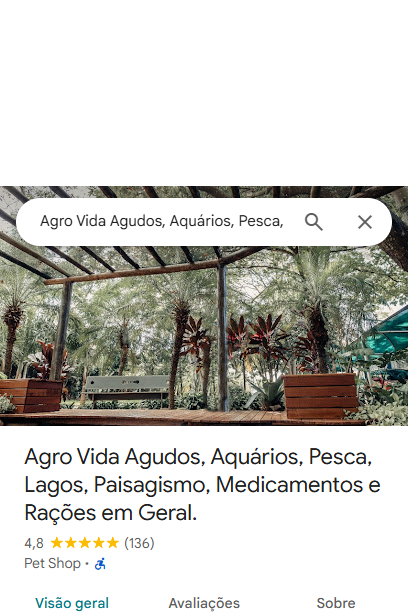 Agro Vida Agudos, Aquários, Pesca,
Agro Vida Agudos, Aquários, Pesca,
Lagos, Paisagismo, Medicamentos e
Rações em Geral.
4,8 (136)
Pet Shop ·
Visão geral Avaliações Sobre